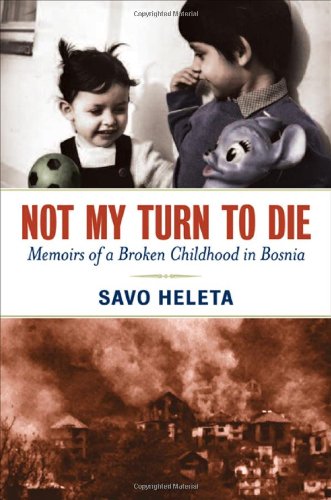 NOT MY TURN TO DIE
Memoirs of a Broken Childhood in Bosnia
SAVO HELETA